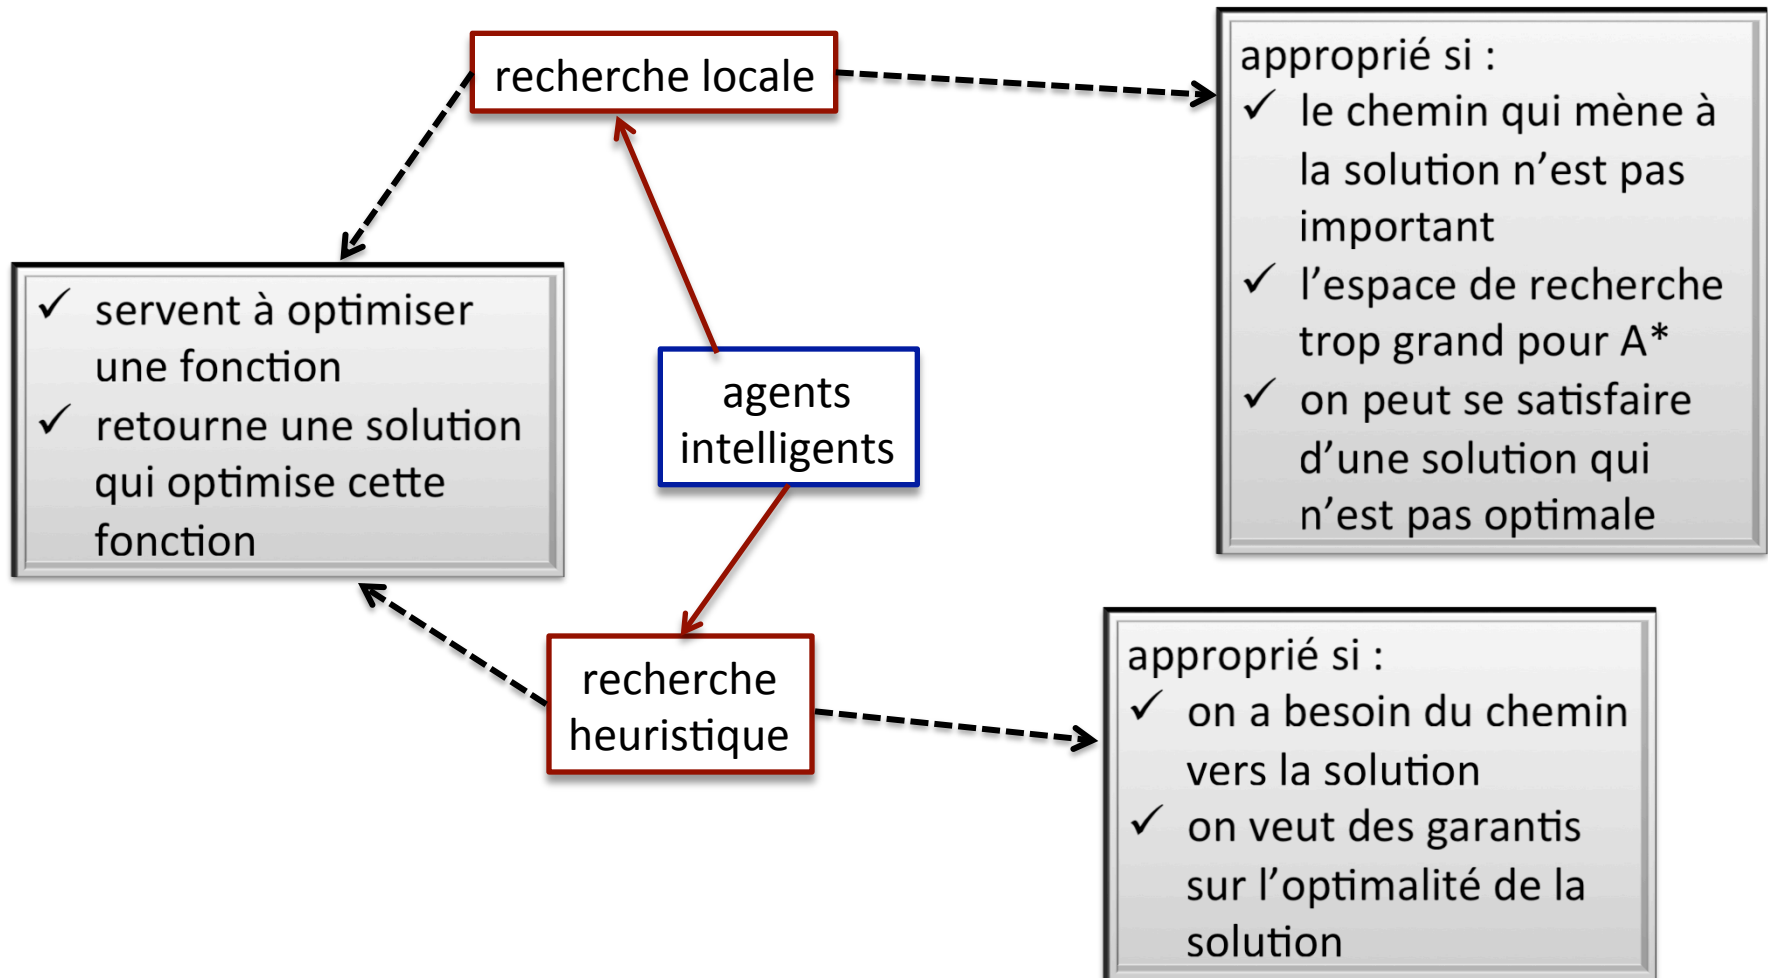 recherche locale
approprié si :
✓ le chemin qui mène à
la solution n’est pas
important
✓ l’espace de recherche
trop grand pour A*
✓ on peut se satisfaire
d’une solution qui
n’est pas optimale
✓ servent à optimiser
une fonction
✓ retourne une solution
qui optimise cette
fonction
agents
intelligents
recherche
heuristique
approprié si :
✓ on a besoin du chemin
vers la solution
✓ on veut des garantis
sur l’optimalité de la
solution